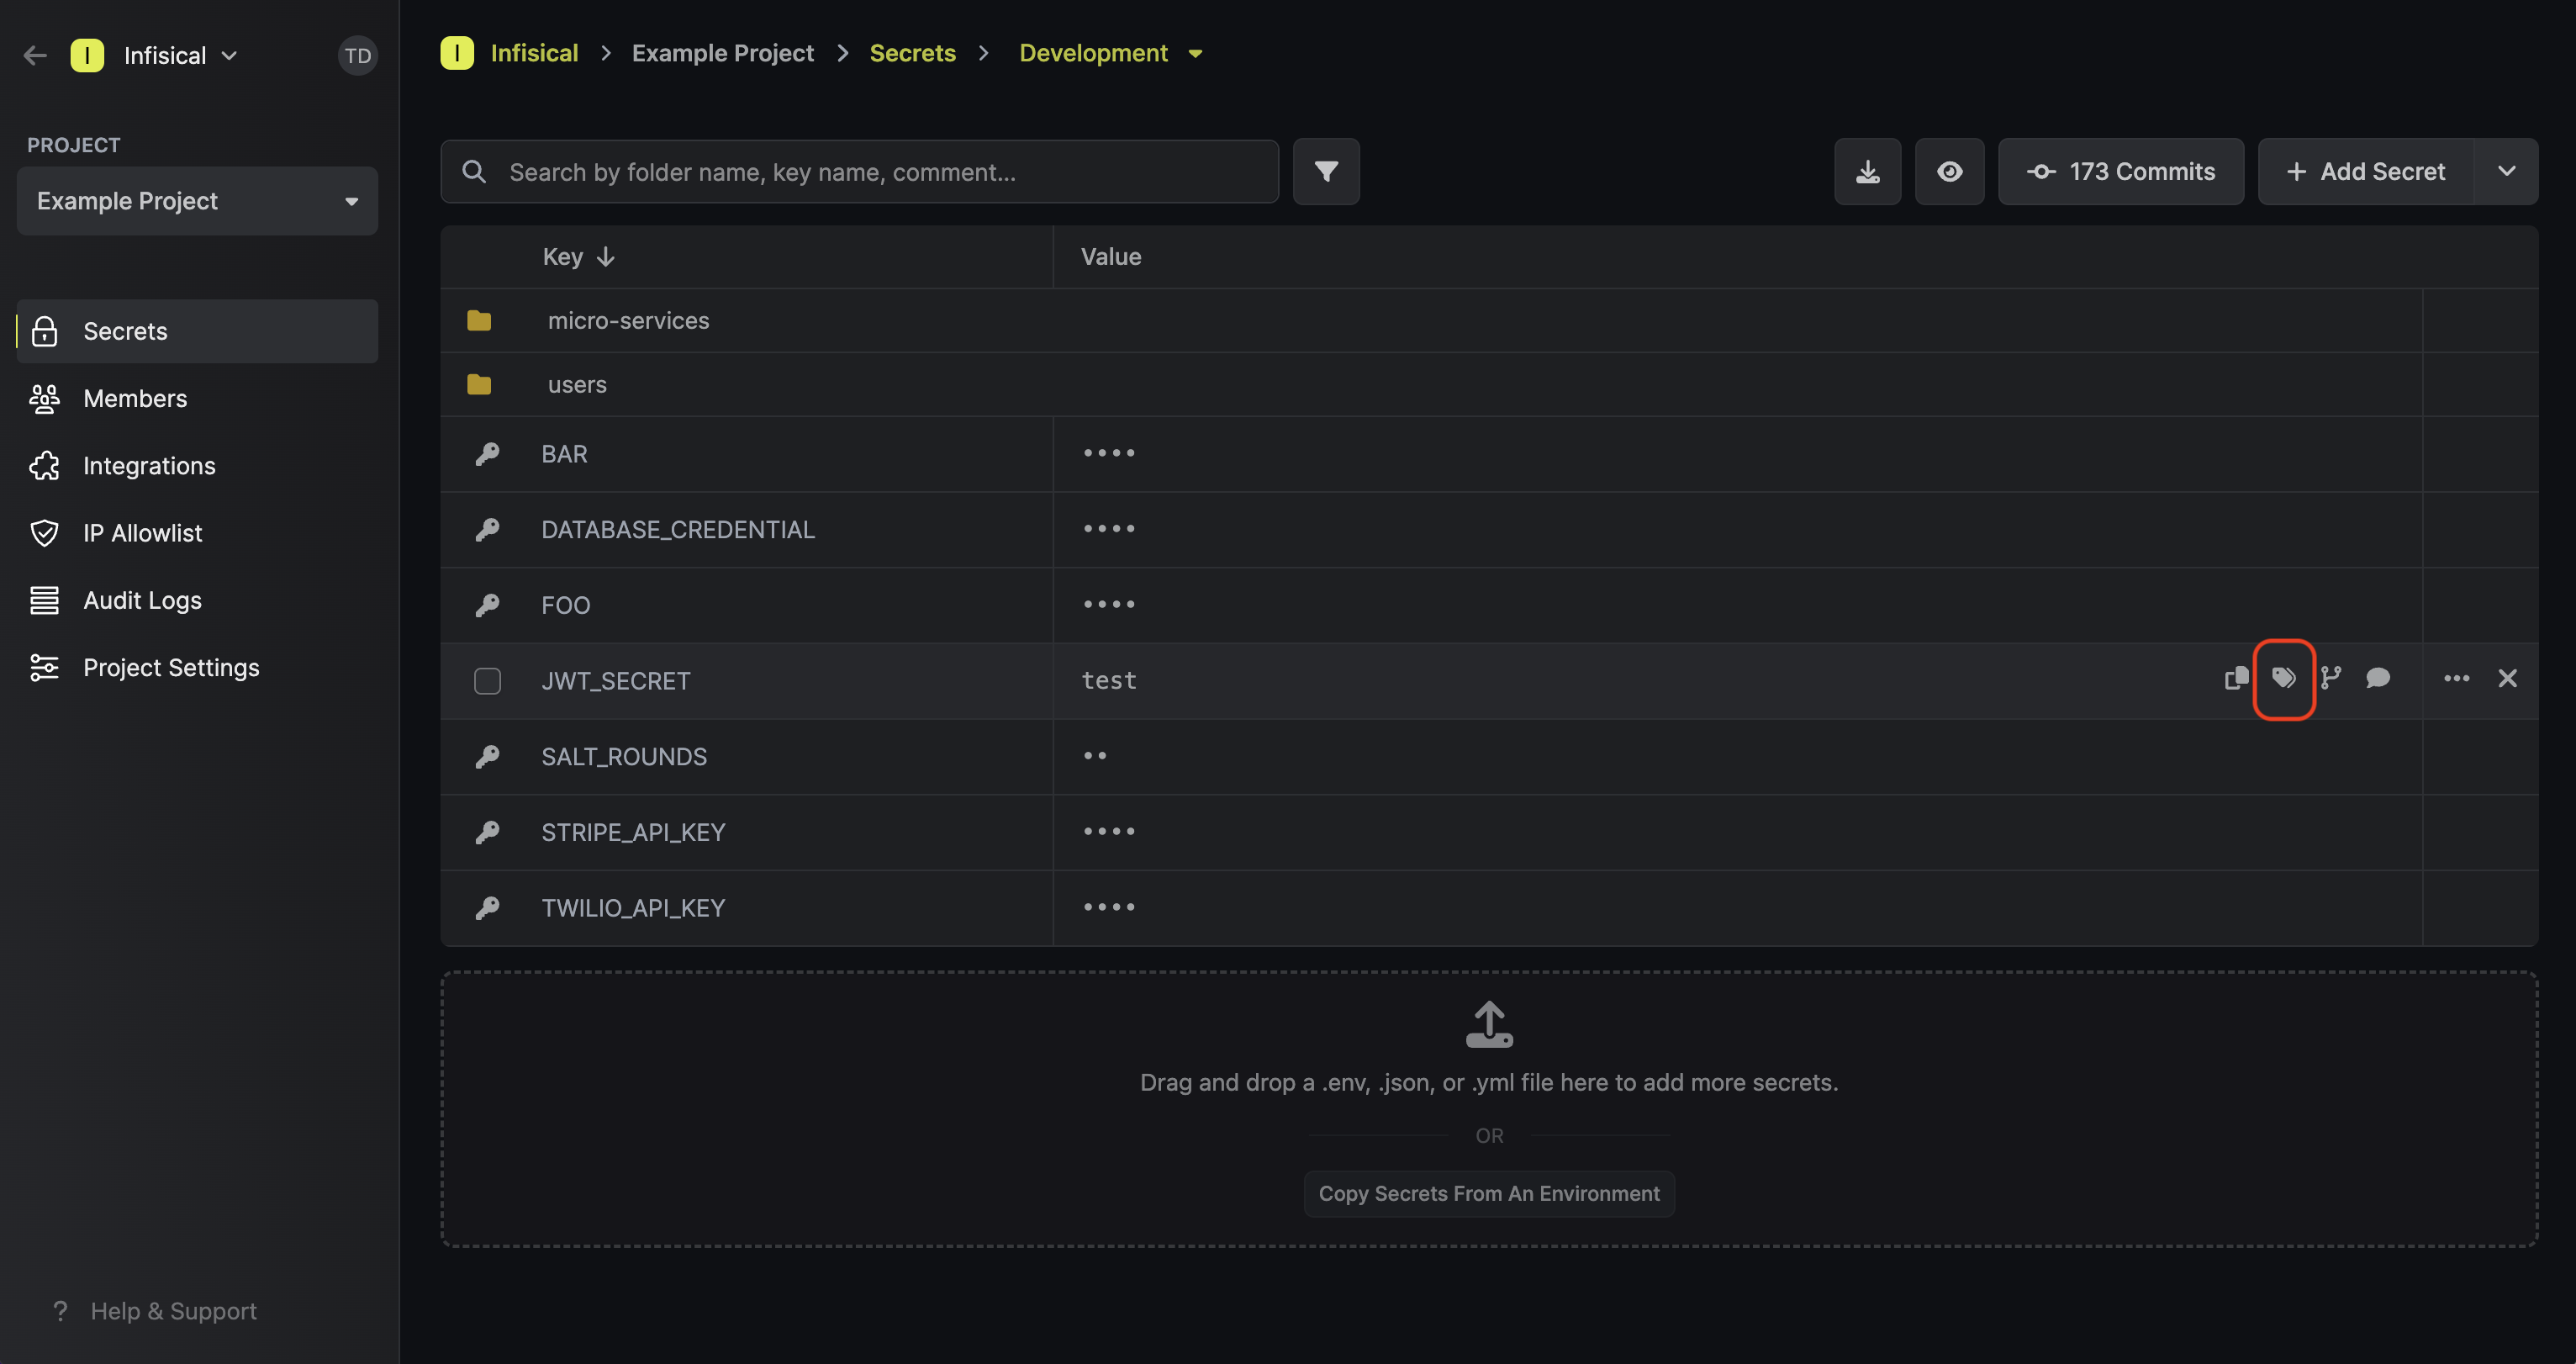 I Infisical TD
PROJECT
Example Project
Secrets
Members
Integrations
IP Allowlist
Audit Logs
Project Settings
? Help & Support
I Infisical > Example Project > Secrets > Development
Search by folder name, key name, comment...
173 Commits
+ Add Secret
Key Value
micro-services
users
BAR ••••
DATABASE_CREDENTIAL ••••
FOO ••••
JWT_SECRET test
SALT_ROUNDS ••
STRIPE_API_KEY ••••
TWILIO_API_KEY ••••
Drag and drop a .env, .json, or .yml file here to add more secrets.
OR
Copy Secrets From An Environment